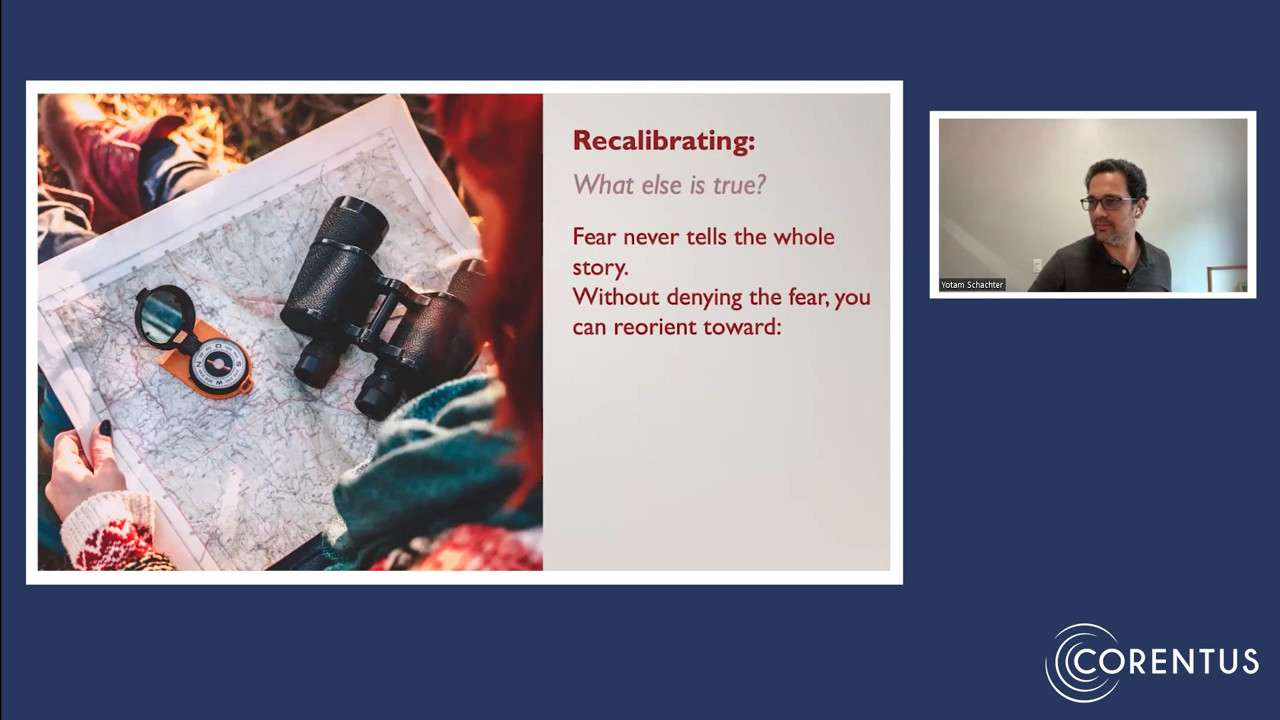 Recalibrating:
What else is true?
Fear never tells the whole
story.
Without denying the fear, you
can reorient toward:
Yotam Schachter
CORENTUS